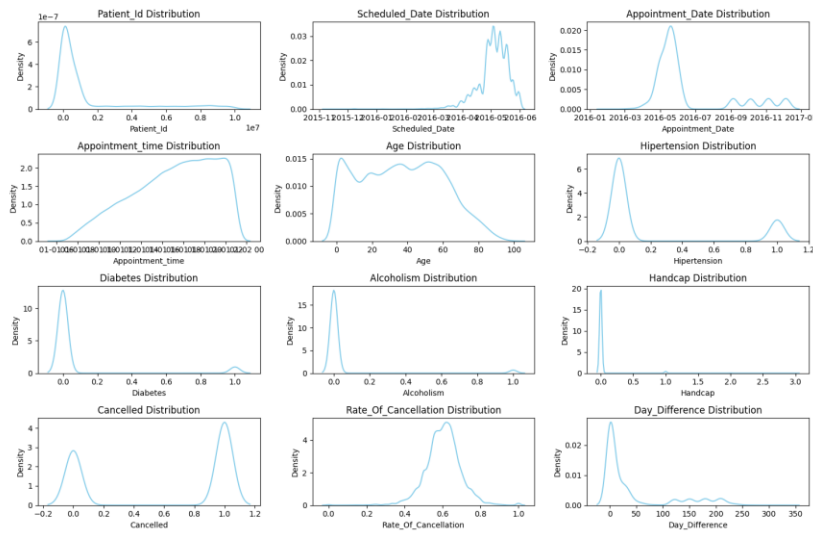 Patient_Id Distribution
1e−7
6
4
2
0
Density
0.0 0.2 0.4 0.6 0.8 1.0
1e7
Patient_Id
Scheduled_Date Distribution
0.03
0.02
0.01
0.00
Density
2015-11 2015-12 2016-01 2016-02 2016-03 2016-04 2016-05 2016-06
Scheduled_Date
Appointment_Date Distribution
0.020
0.015
0.010
0.005
0.000
Density
2016-01 2016-03 2016-05 2016-07 2016-09 2016-11 2017-0
Appointment_Date
Appointment_time Distribution
2.0
1.5
1.0
0.5
0.0
Density
Appointment_time
Age Distribution
0.015
0.010
0.005
0.000
Density
0 20 40 60 80 100
Age
Hipertension Distribution
6
4
2
0
Density
−0.2 0.0 0.2 0.4 0.6 0.8 1.0 1.2
Hipertension
Diabetes Distribution
10
5
0
Density
0.0 0.2 0.4 0.6 0.8 1.0
Diabetes
Alcoholism Distribution
15
10
5
0
Density
0.0 0.2 0.4 0.6 0.8 1.0
Alcoholism
Handcap Distribution
20
15
10
5
0
Density
0.0 0.5 1.0 1.5 2.0 2.5 3.0
Handcap
Cancelled Distribution
4
3
2
1
0
Density
−0.2 0.0 0.2 0.4 0.6 0.8 1.0 1.2
Cancelled
Rate_Of_Cancellation Distribution
4
2
0
Density
0.0 0.2 0.4 0.6 0.8 1.0
Rate_Of_Cancellation
Day_Difference Distribution
0.02
0.01
0.00
Density
0 50 100 150 200 250 300 350
Day_Difference